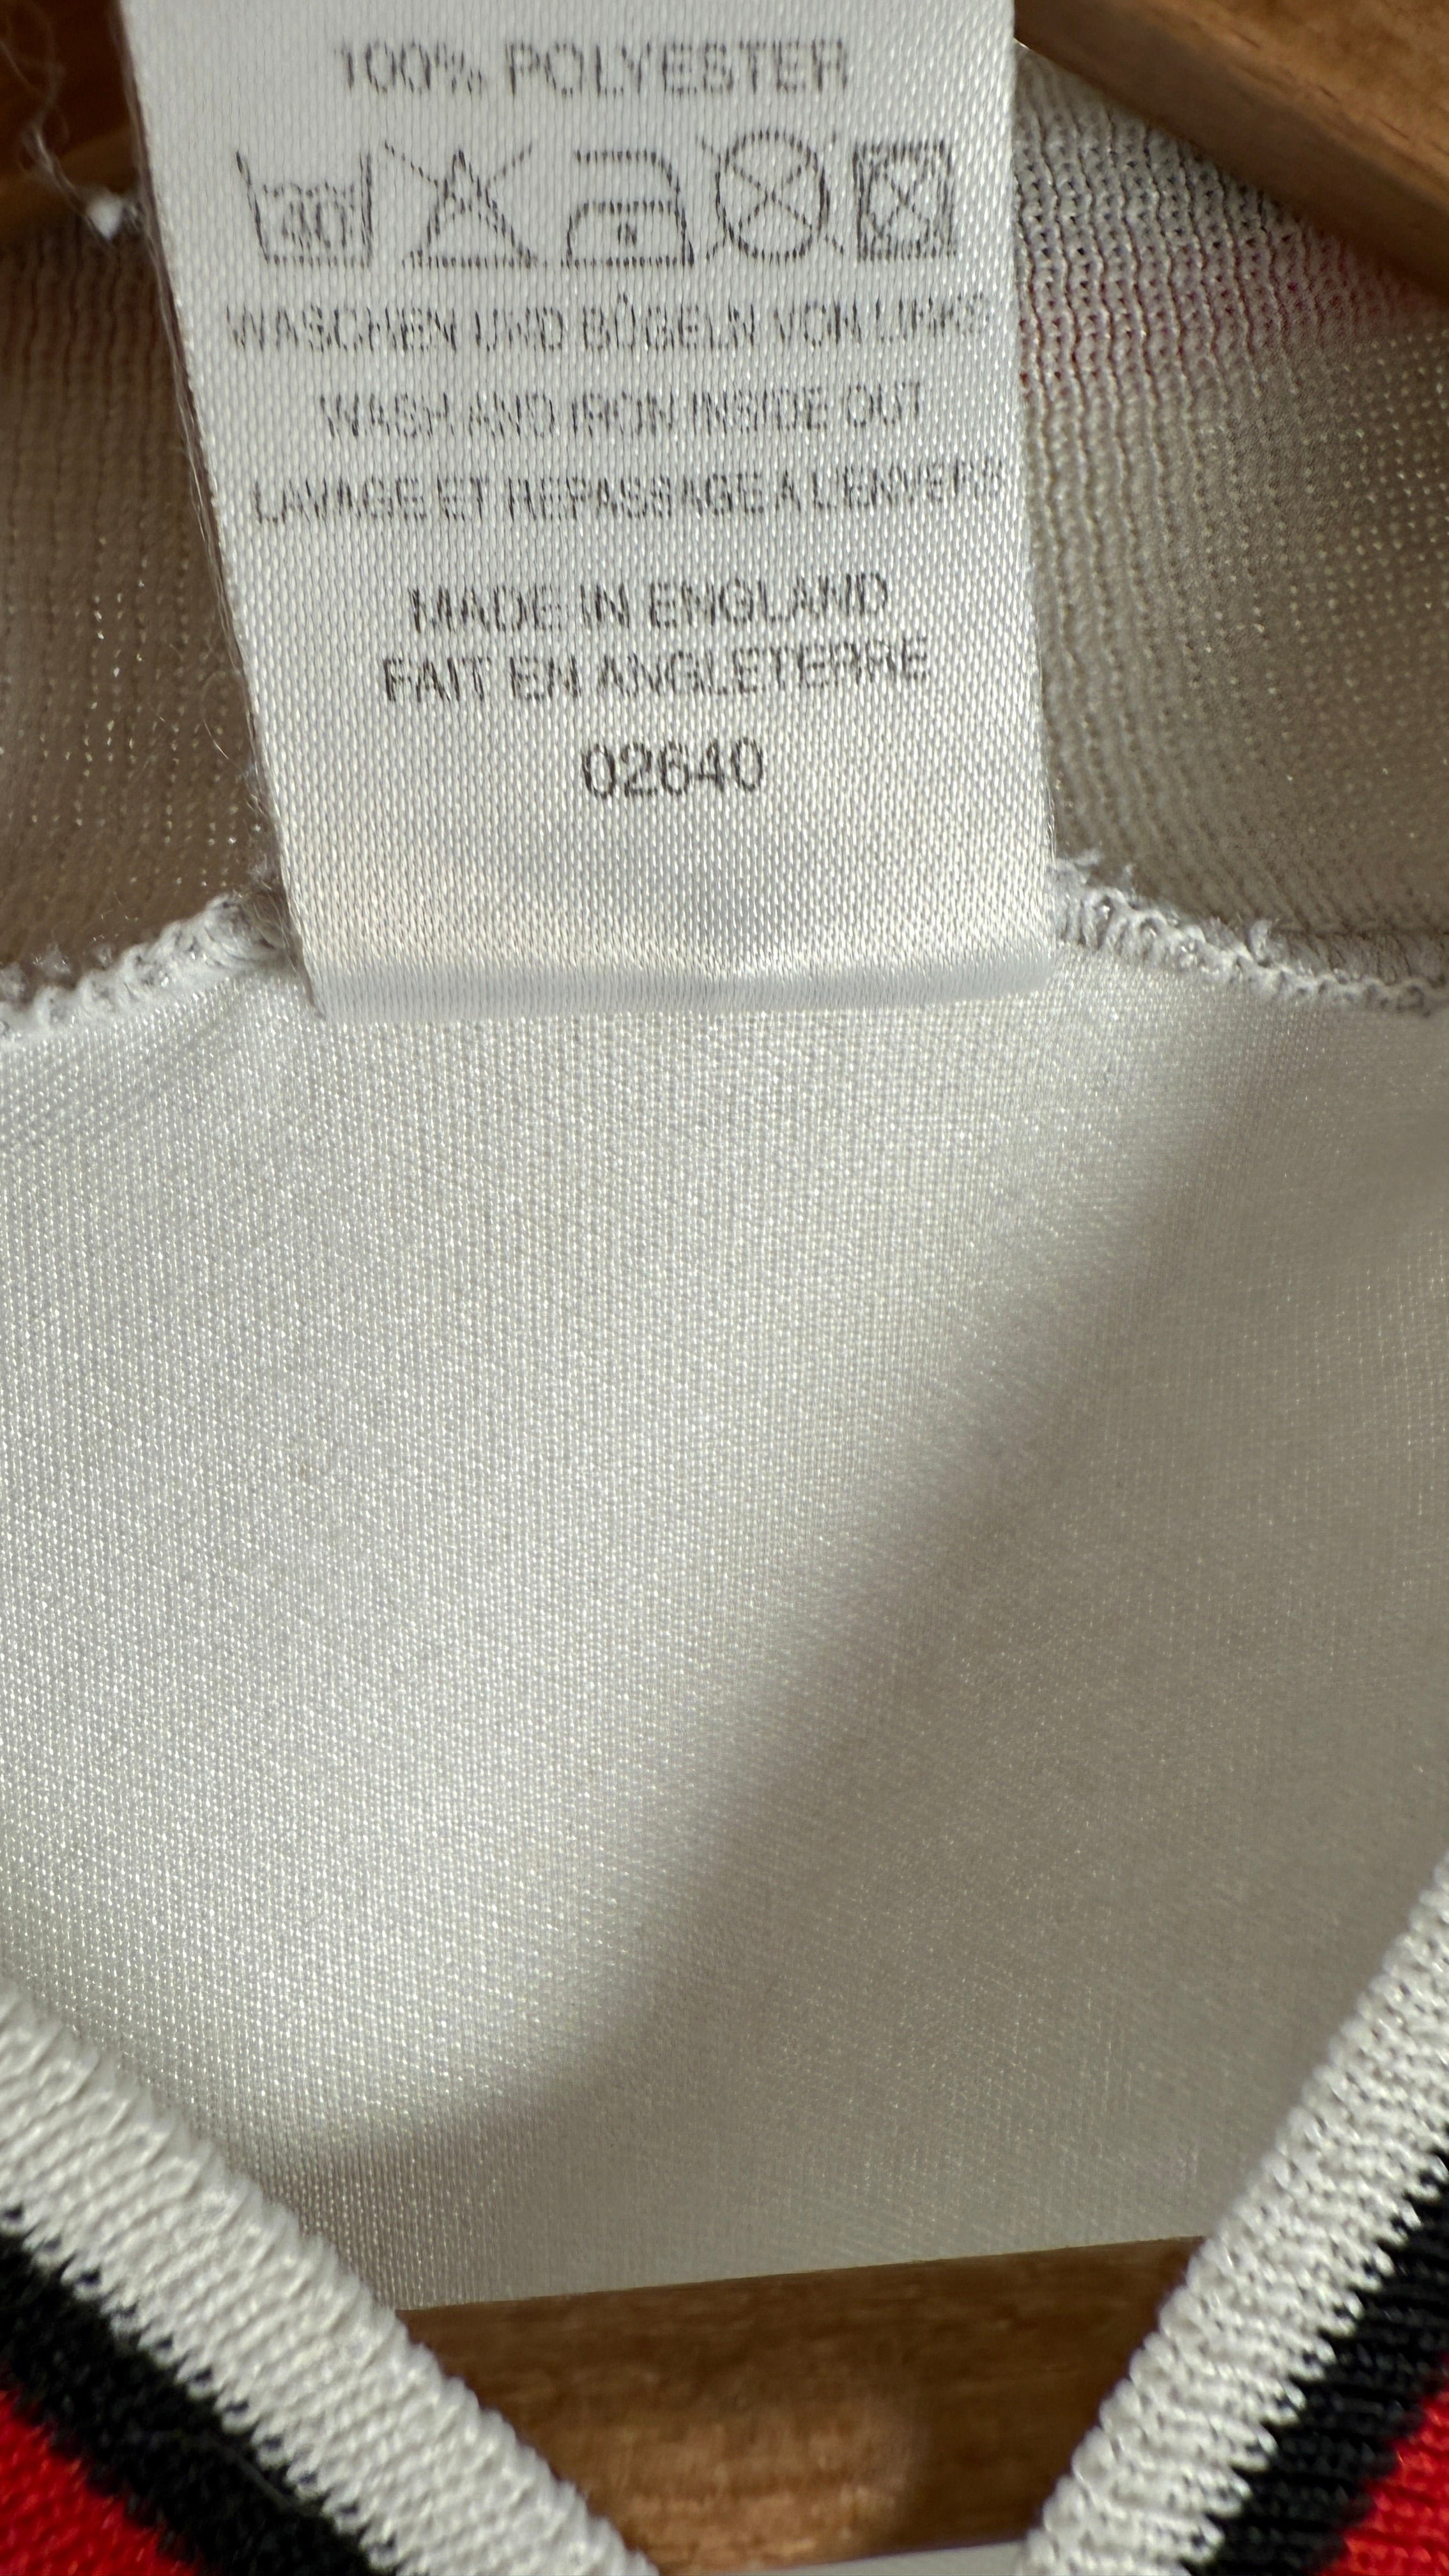 100% POLYESTER
40
WASCHEN UND BÜGELN VON LINKS
WASH AND IRON INSIDE OUT
LAVAGE ET REPASSAGE A L'ENVERS
MADE IN ENGLAND
FAIT EN ANGLETERRE
02640